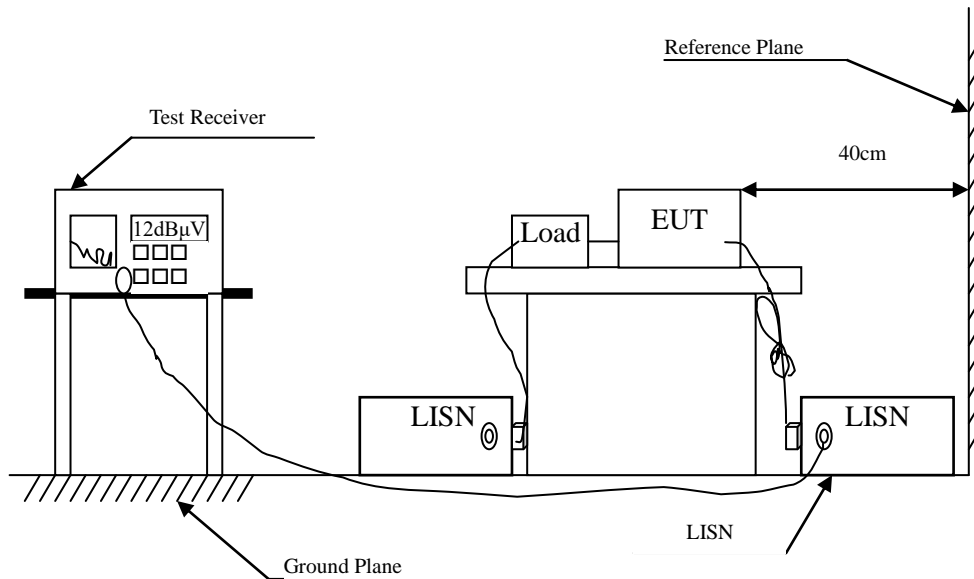 Reference Plane
Test Receiver
40cm
12dBμV
Load
EUT
LISN
LISN
LISN
Ground Plane